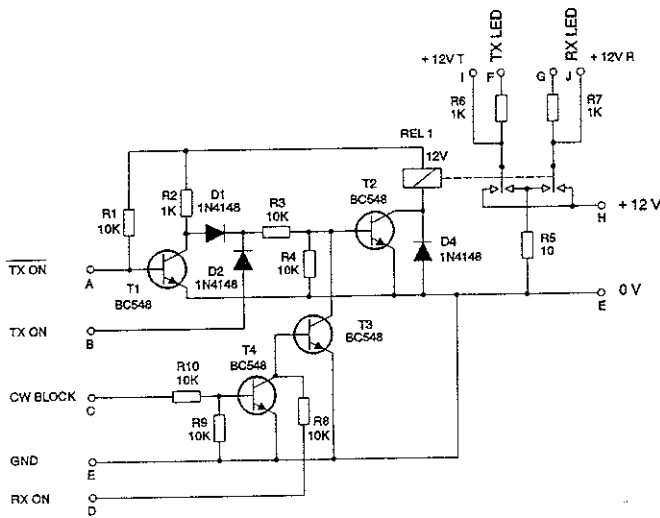 TX LED
RX LED
+ 12V T
+ 12V R
I
F
G
J
R6
1K
R7
1K
REL 1
12V
R2
1K
D1
1N4148
R3
10K
T2
BC548
R1
10K
H
+ 12 V
R5
10
R4
10K
D4
1N4148
TX ON
A
T1
BC548
D2
1N4148
E
0 V
TX ON
B
T3
BC548
T4
BC548
R10
10K
CW BLOCK
C
R9
10K
R8
10K
GND
E
RX ON
D